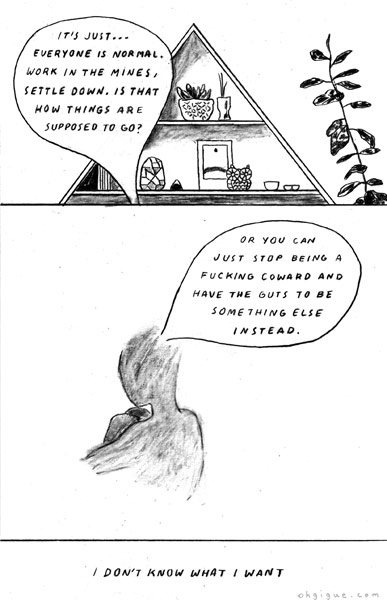 IT'S JUST...
EVERYONE IS NORMAL.
WORK IN THE MINES,
SETTLE DOWN. IS THAT
HOW THINGS ARE
SUPPOSED TO GO?
OR YOU CAN
JUST STOP BEING A
FUCKING COWARD AND
HAVE THE GUTS TO BE
SOMETHING ELSE
INSTEAD.
I DON'T KNOW WHAT I WANT
ohgigue.com